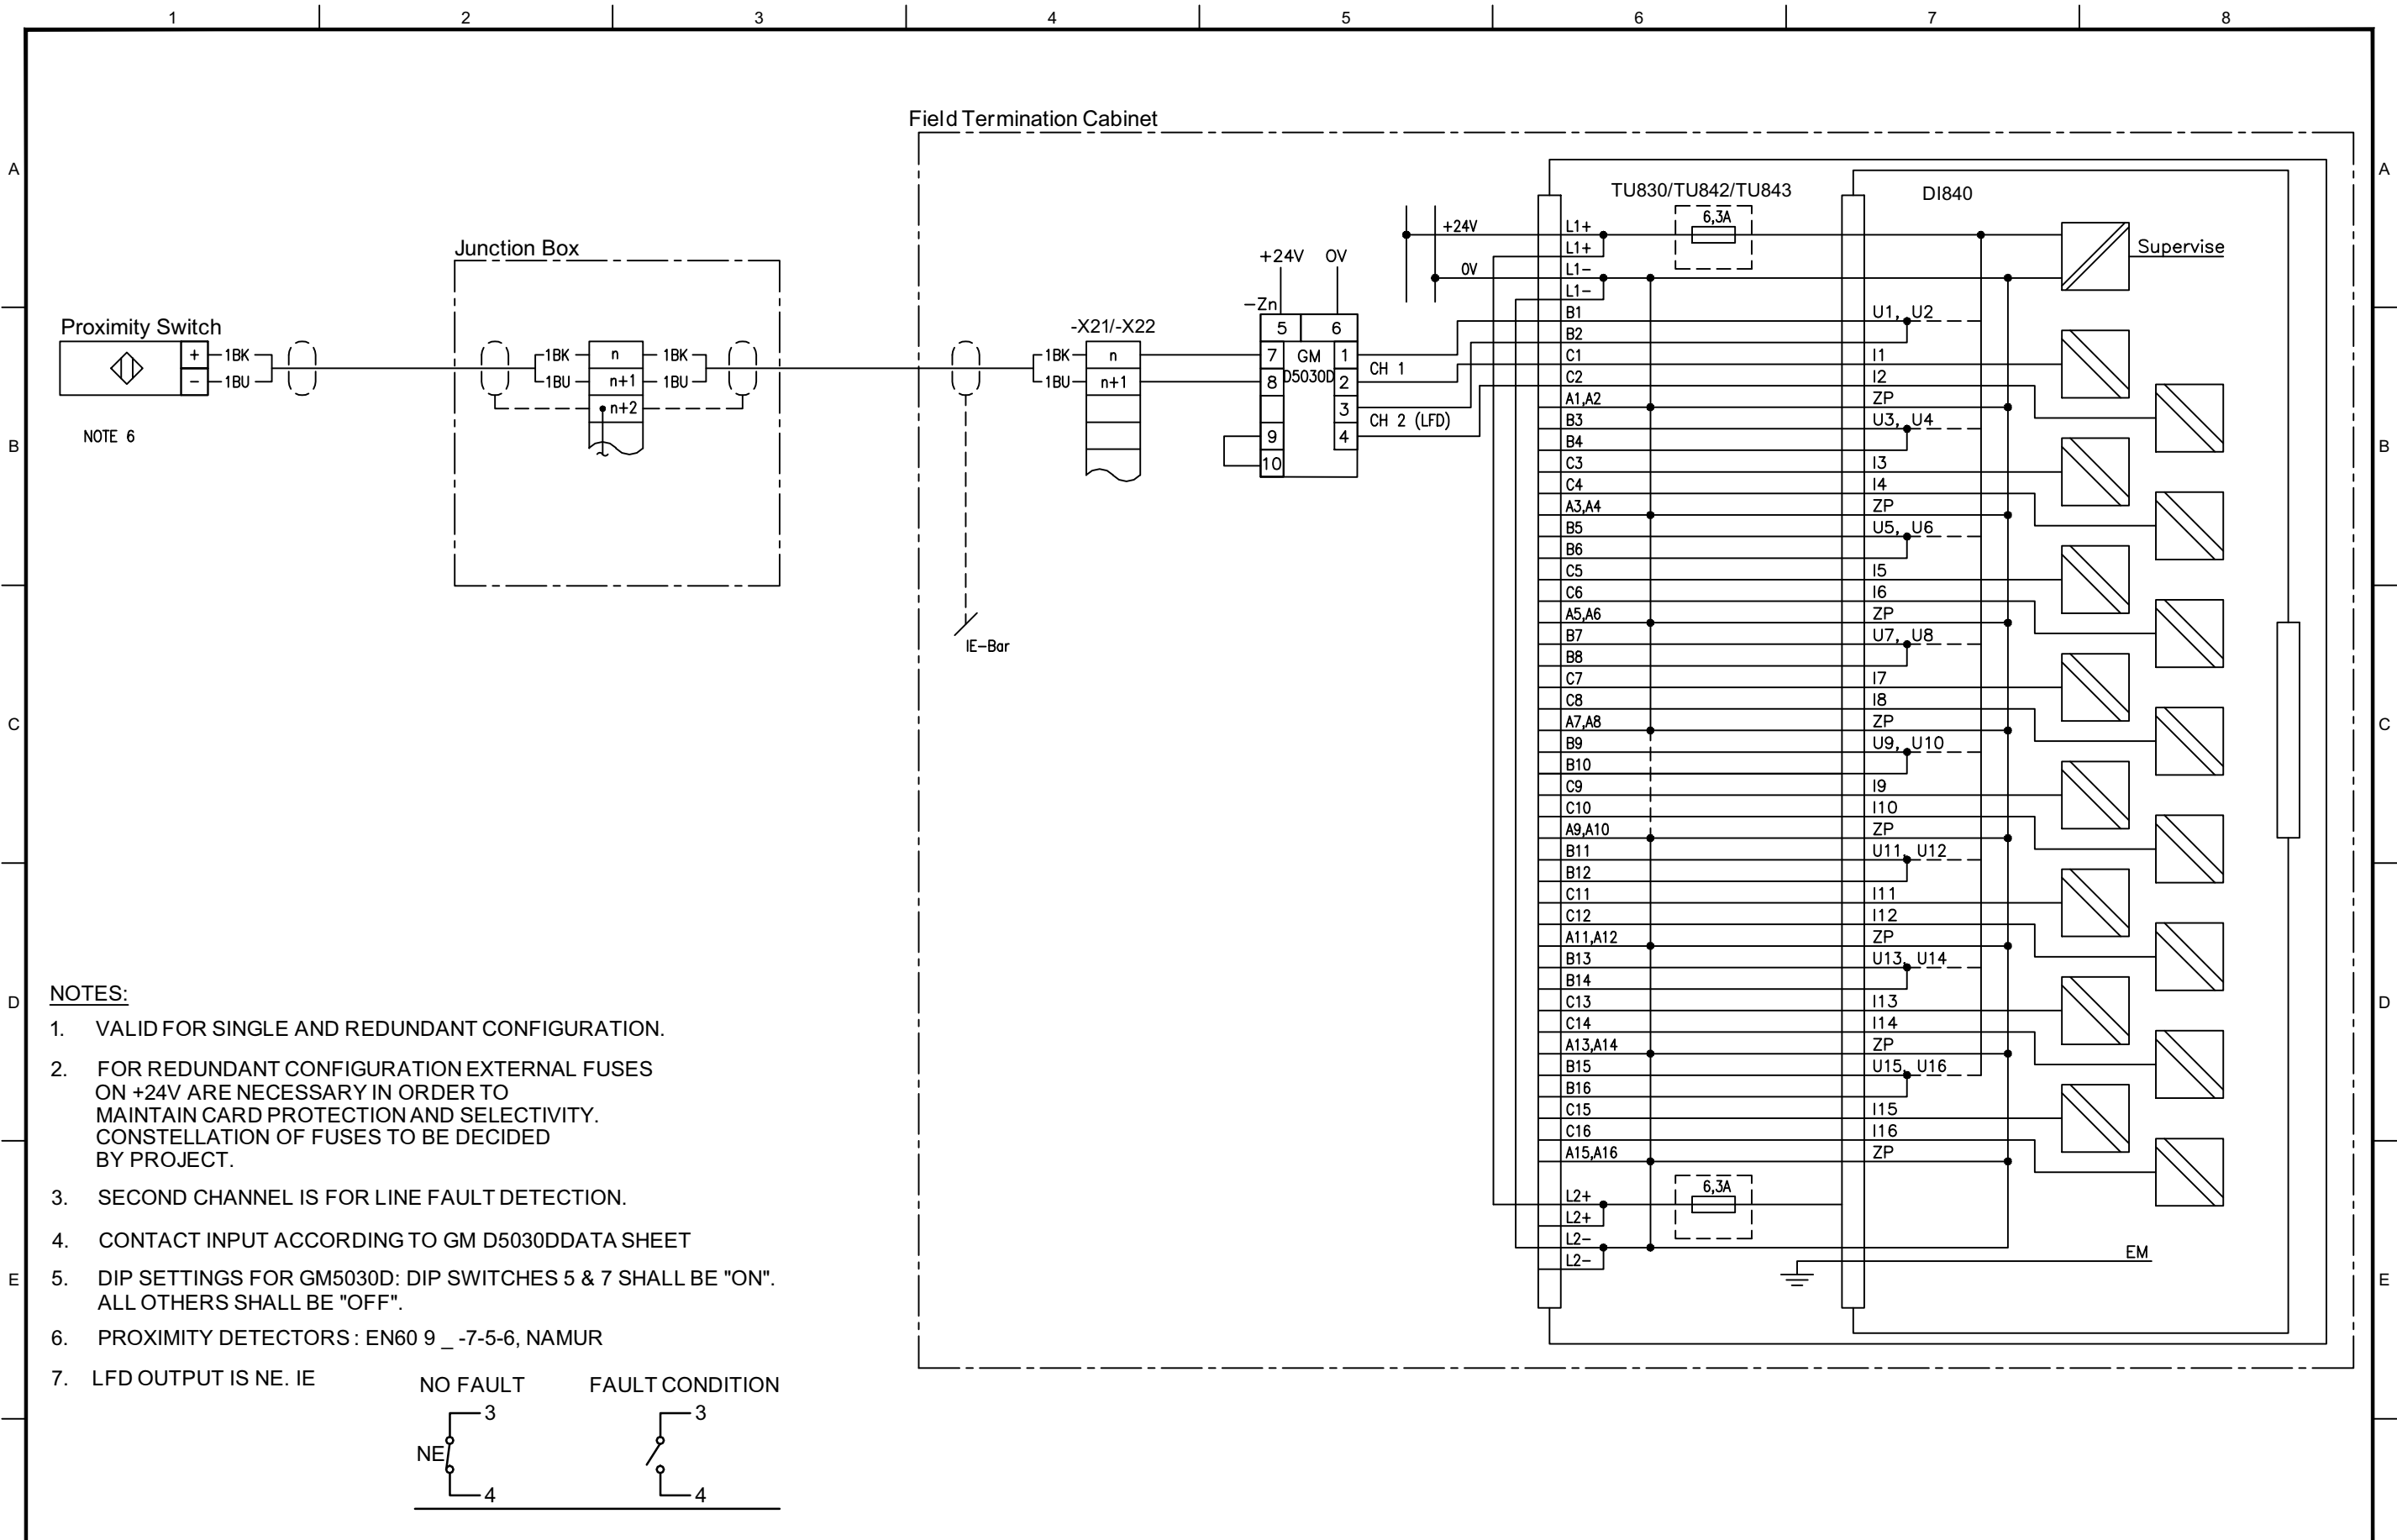 1 2 3 4 5 6 7 8
Field Termination Cabinet
A A
TU830/TU842/TU843
DI840
6,3A
+24V
L1+
L1+
0V
L1-
L1-
Supervise
Junction Box
+24V 0V
-Zn
5 6
Proximity Switch
+ 1BK
- 1BU
NOTE 6
1BK n 1BK
1BU n+1 1BU
n+2
-X21/-X22
1BK n
1BU n+1
7 GM 1
8 D5030D 2
3
9 4
10
CH 1
CH 2 (LFD)
IE-Bar
B1 U1, U2
B2
C1 I1
C2 I2
A1,A2 ZP
B3 U3, U4
B B
B4
C3 I3
C4 I4
A3,A4 ZP
B5 U5, U6
B6
C5 I5
C6 I6
A5,A6 ZP
B7 U7, U8
B8
C7 I7
C8 I8
A7,A8 ZP
C C
B9 U9, U10
B10
C9 I9
C10 I10
A9,A10 ZP
B11 U11, U12
B12
C11 I11
C12 I12
A11,A12 ZP
B13 U13, U14
B14
C13 I13
D D
C14 I14
A13,A14 ZP
B15 U15, U16
B16
C15 I15
C16 I16
A15,A16 ZP
6,3A
L2+
L2+
L2-
L2-
EM
E E
NOTES:
1. VALID FOR SINGLE AND REDUNDANT CONFIGURATION.
2. FOR REDUNDANT CONFIGURATION EXTERNAL FUSES
ON +24V ARE NECESSARY IN ORDER TO
MAINTAIN CARD PROTECTION AND SELECTIVITY.
CONSTELLATION OF FUSES TO BE DECIDED
BY PROJECT.
3. SECOND CHANNEL IS FOR LINE FAULT DETECTION.
4. CONTACT INPUT ACCORDING TO GM D5030DDATA SHEET
5. DIP SETTINGS FOR GM5030D: DIP SWITCHES 5 & 7 SHALL BE "ON".
ALL OTHERS SHALL BE "OFF".
6. PROXIMITY DETECTORS : EN60 9 _ -7-5-6, NAMUR
7. LFD OUTPUT IS NE. IE
NO FAULT FAULT CONDITION
3 3
NE
4 4